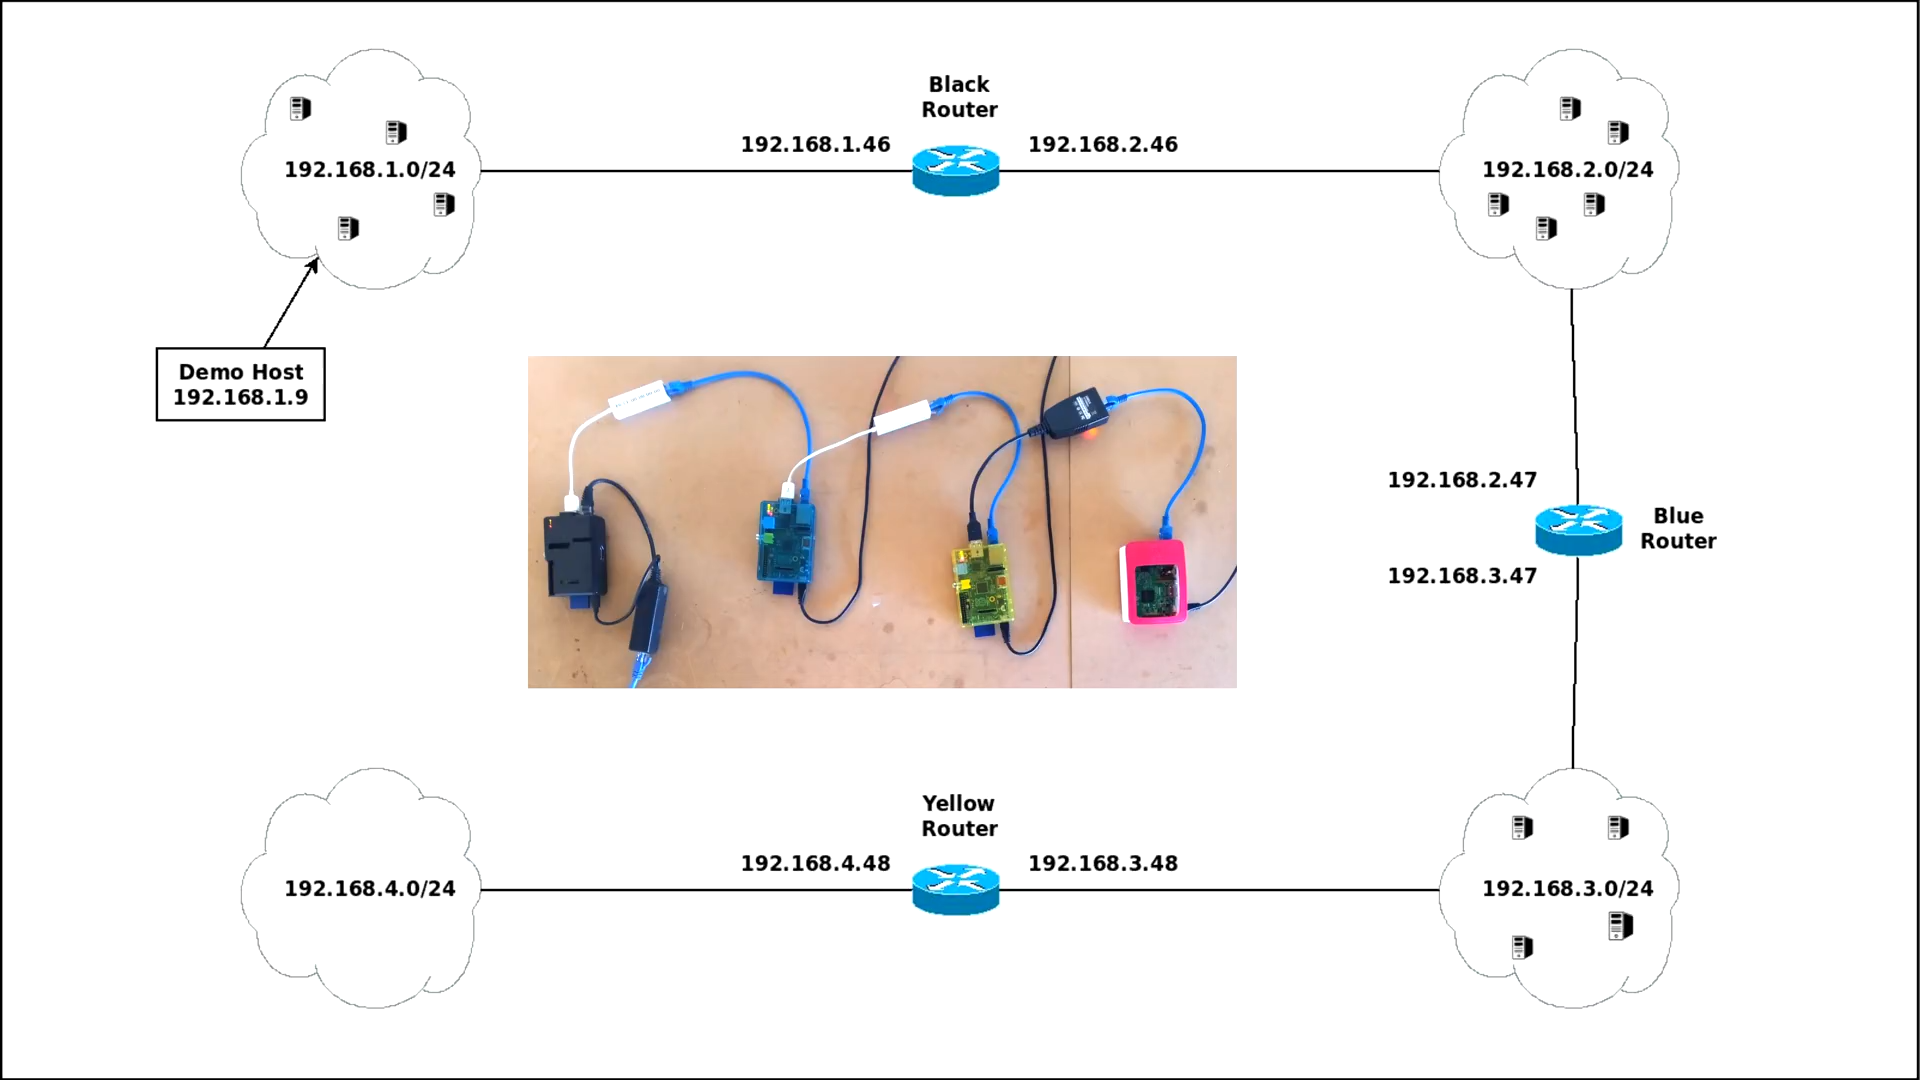 Black
Router
192.168.1.46
192.168.2.46
192.168.1.0/24
192.168.2.0/24
Demo Host
192.168.1.9
192.168.2.47
Blue
Router
192.168.3.47
Yellow
Router
192.168.4.48
192.168.3.48
192.168.4.0/24
192.168.3.0/24